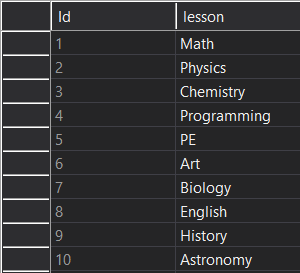 Id lesson
1 Math
2 Physics
3 Chemistry
4 Programming
5 PE
6 Art
7 Biology
8 English
9 History
10 Astronomy